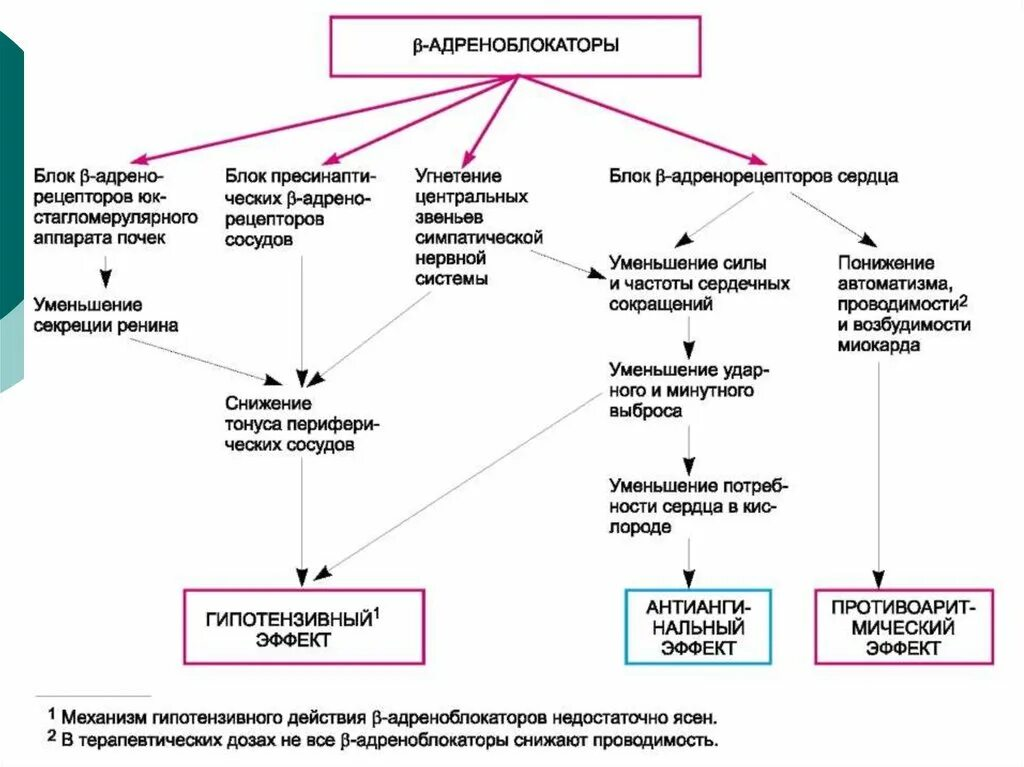 β-АДРЕНОБЛОКАТОРЫ
Блок β-адрено-
рецепторов юк-
стагломерулярного
аппарата почек
Блок пресинапти-
ческих β-адрено-
рецепторов
сосудов
Угнетение
центральных
звеньев
симпатической
нервной
системы
Блок β-адренорецепторов сердца
Уменьшение
секреции ренина
Уменьшение силы
и частоты сердечных
сокращений
Понижение
автоматизма,
проводимости²
и возбудимости
миокарда
Уменьшение удар-
ного и минутного
выброса
Снижение
тонуса перифери-
ческих сосудов
Уменьшение потреб-
ности сердца в кис-
лороде
ГИПОТЕНЗИВНЫЙ¹
ЭФФЕКТ
АНТИАНГИ-
НАЛЬНЫЙ
ЭФФЕКТ
ПРОТИВОАРИТ-
МИЧЕСКИЙ
ЭФФЕКТ
¹ Механизм гипотензивного действия β-адреноблокаторов недостаточно ясен.
² В терапевтических дозах не все β-адреноблокаторы снижают проводимость.